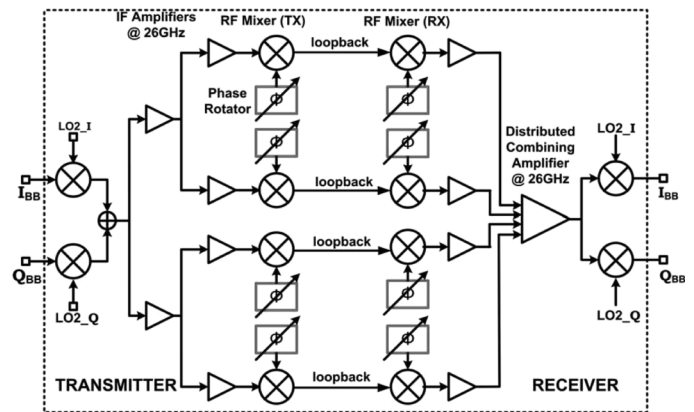 IF Amplifiers
@ 26GHz
RF Mixer (TX)
RF Mixer (RX)
loopback
Phase
Rotator
Φ
Φ
Φ
Φ
LO2_I
Distributed
Combining
Amplifier
@ 26GHz
LO2_I
I_BB
loopback
I_BB
Q_BB
loopback
Q_BB
LO2_Q
Φ
Φ
LO2_Q
Φ
Φ
loopback
TRANSMITTER
RECEIVER